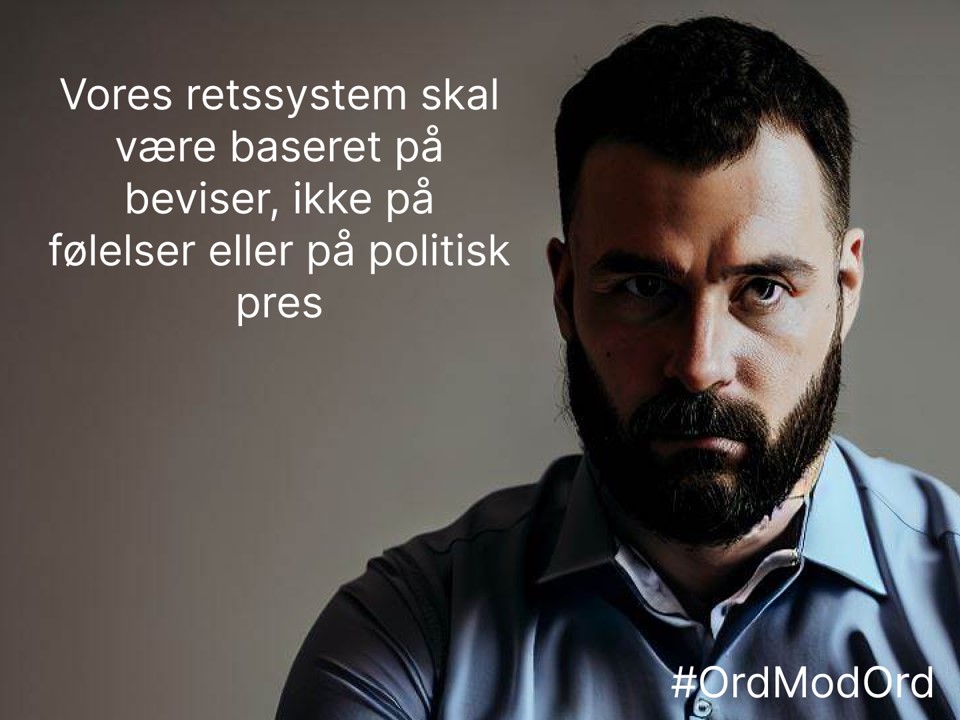 Vores retssystem skal
være baseret på
beviser, ikke på
følelser eller på politisk
pres
#OrdModOrd